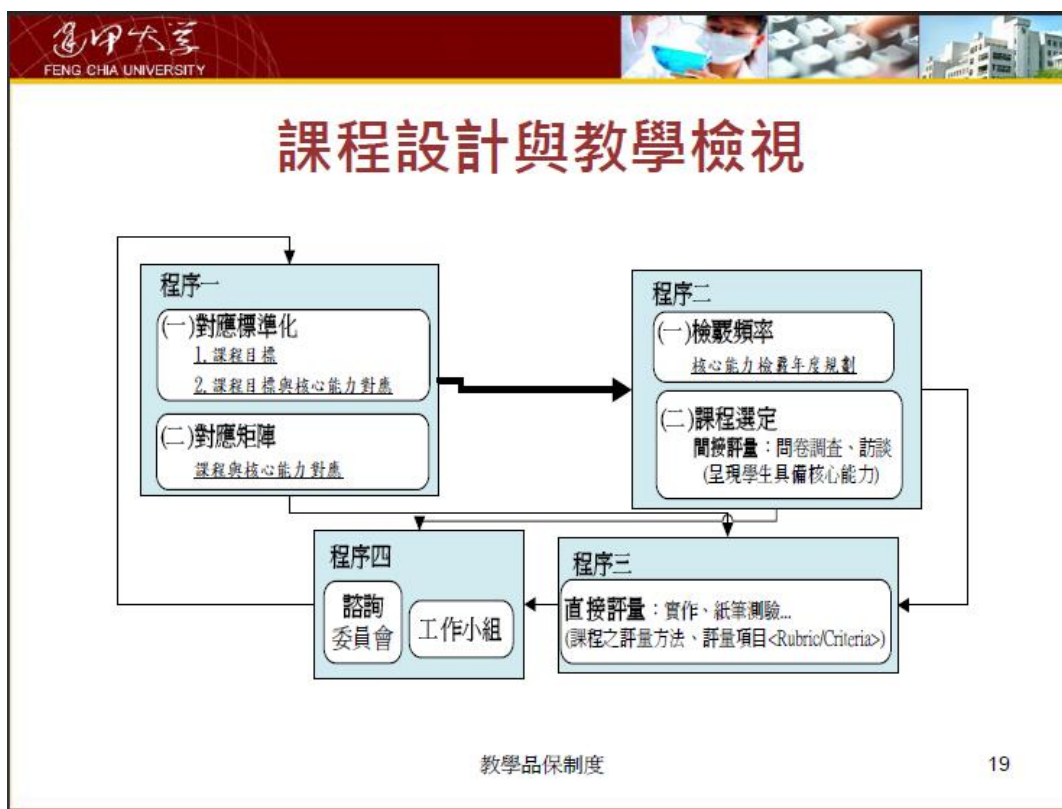 逢甲大学
FENG CHIA UNIVERSITY
課程設計與教學檢視
程序一
(一)對應標準化
1.課程目標
2.課程目標與核心能力對應
(二)對應矩陣
課程與核心能力對應
程序二
(一)檢覈頻率
核心能力檢覈年度規劃
(二)課程選定
間接評量：問卷調查、訪談
(呈現學生具備核心能力)
程序四
諮詢
委員會
工作小組
程序三
直接評量：實作、紙筆測驗...
(課程之評量方法、評量項目<Rubric/Criteria>)
教學品保制度
19